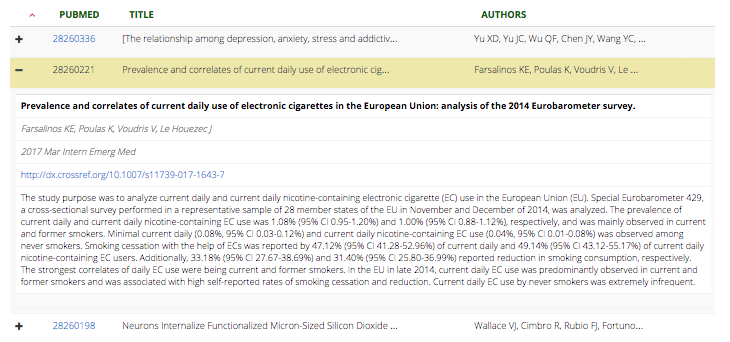 PUBMED TITLE AUTHORS
28260336 [The relationship among depression, anxiety, stress and addictiv... Yu XD, Yu JC, Wu QF, Chen JY, Wang YC, ...
28260221 Prevalence and correlates of current daily use of electronic cig... Farsalinos KE, Poulas K, Voudris V, Le ...
Prevalence and correlates of current daily use of electronic cigarettes in the European Union: analysis of the 2014 Eurobarometer survey.
Farsalinos KE, Poulas K, Voudris V, Le Houezec J
2017 Mar Intern Emerg Med
http://dx.crossref.org/10.1007/s11739-017-1643-7
The study purpose was to analyze current daily and current daily nicotine-containing electronic cigarette (EC) use in the European Union (EU). Special Eurobarometer 429,
a cross-sectional survey performed in a representative sample of 28 member states of the EU in November and December of 2014, was analyzed. The prevalence of
current daily and current daily nicotine-containing EC use was 1.08% (95% CI 0.95-1.20%) and 1.00% (95% CI 0.88-1.12%), respectively, and was mainly observed in current
and former smokers. Minimal current daily (0.08%, 95% CI 0.03-0.12%) and current daily nicotine-containing EC use (0.04%, 95% CI 0.01-0.08%) was observed among
never smokers. Smoking cessation with the help of ECs was reported by 47.12% (95% CI 41.28-52.96%) of current daily and 49.14% (95% CI 43.12-55.17%) of current daily
nicotine-containing EC users. Additionally, 33.18% (95% CI 27.67-38.69%) and 31.40% (95% CI 25.80-36.99%) reported reduction in smoking consumption, respectively.
The strongest correlates of daily EC use were being current and former smokers. In the EU in late 2014, current daily EC use was predominantly observed in current and
former smokers and was associated with high self-reported rates of smoking cessation and reduction. Current daily EC use by never smokers was extremely infrequent.
28260198 Neurons Internalize Functionalized Micron-Sized Silicon Dioxide ... Wallace VJ, Cimbro R, Rubio FJ, Fortuno...